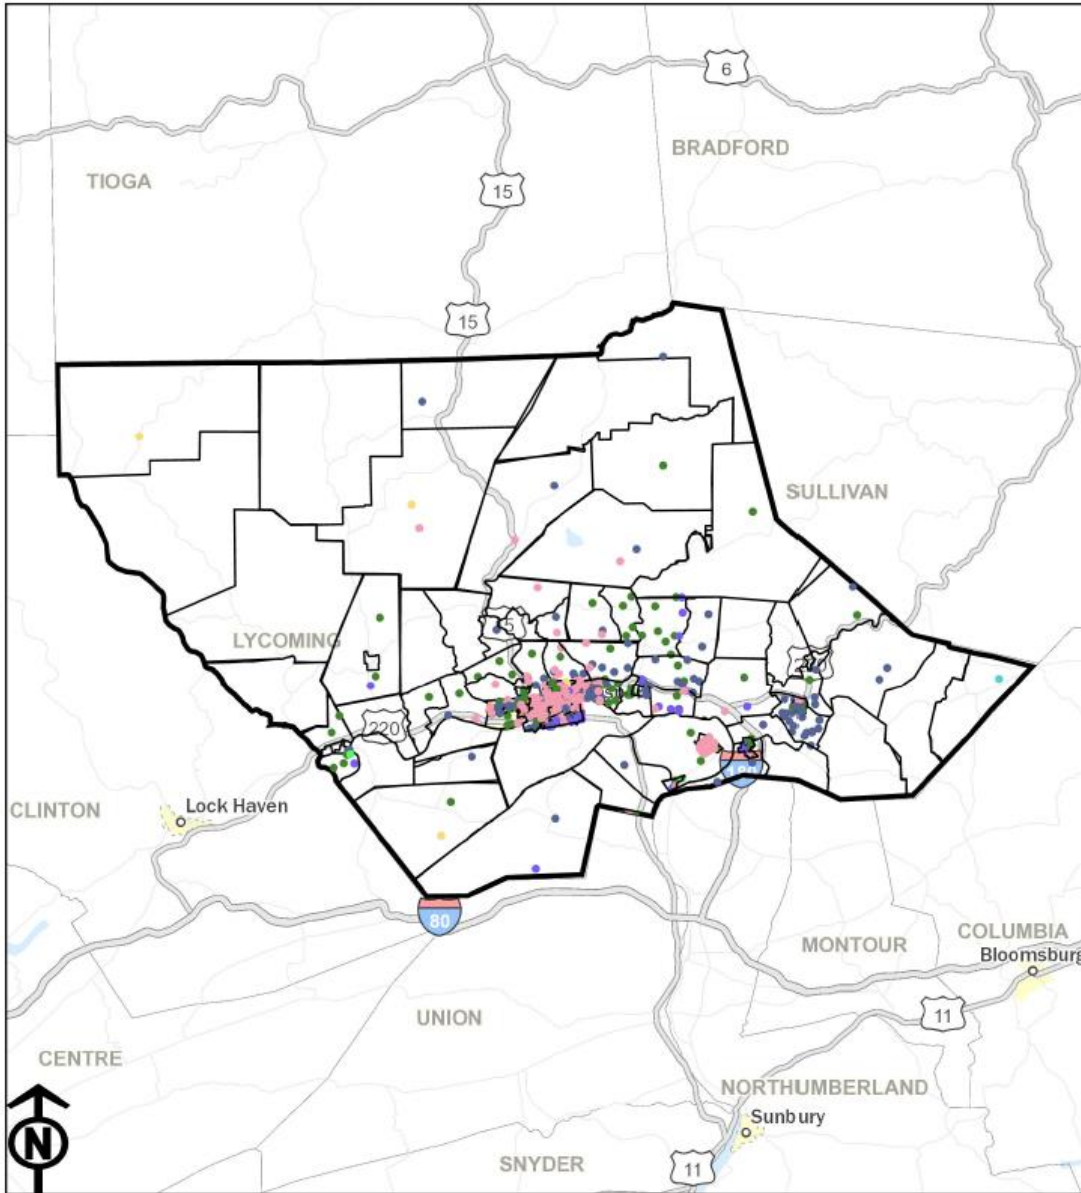 6
BRADFORD
TIOGA
15
15
SULLIVAN
LYCOMING
220
180
Lock Haven
CLINTON
80
COLUMBIA
MONTOUR
Bloomsburg
UNION
11
CENTRE
NORTHUMBERLAND
Sunbury
N
SNYDER
11